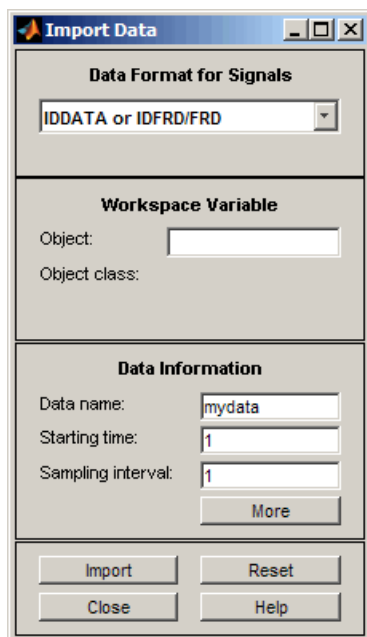 Import Data
Data Format for Signals
IDDATA or IDFRD/FRD
Workspace Variable
Object:
Object class:
Data Information
Data name: mydata
Starting time: 1
Sampling interval: 1
More
Import Reset
Close Help